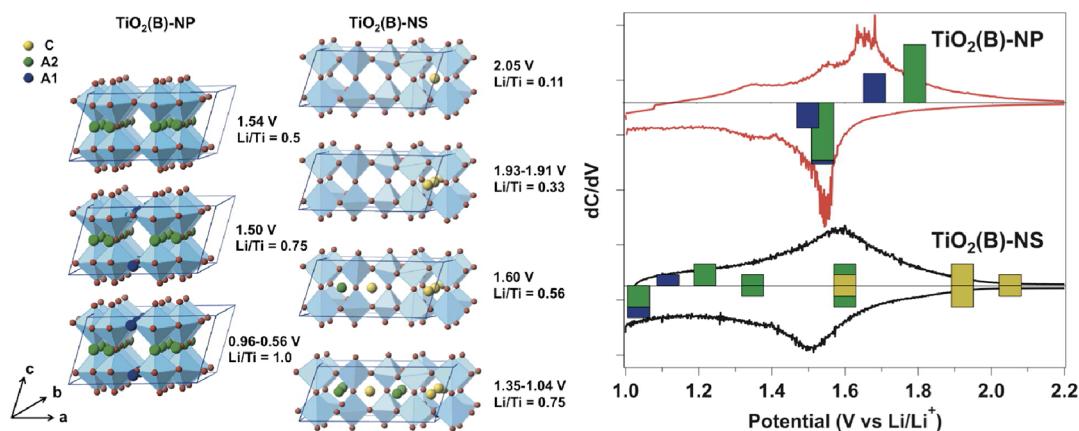 TiO2(B)-NP
TiO2(B)-NS
C
A2
A1
1.54 V
Li/Ti = 0.5
1.50 V
Li/Ti = 0.75
0.96-0.56 V
Li/Ti = 1.0
c
b
a
2.05 V
Li/Ti = 0.11
1.93-1.91 V
Li/Ti = 0.33
1.60 V
Li/Ti = 0.56
1.35-1.04 V
Li/Ti = 0.75
dC/dV
TiO2(B)-NP
TiO2(B)-NS
1.0 1.2 1.4 1.6 1.8 2.0 2.2
Potential (V vs Li/Li+)